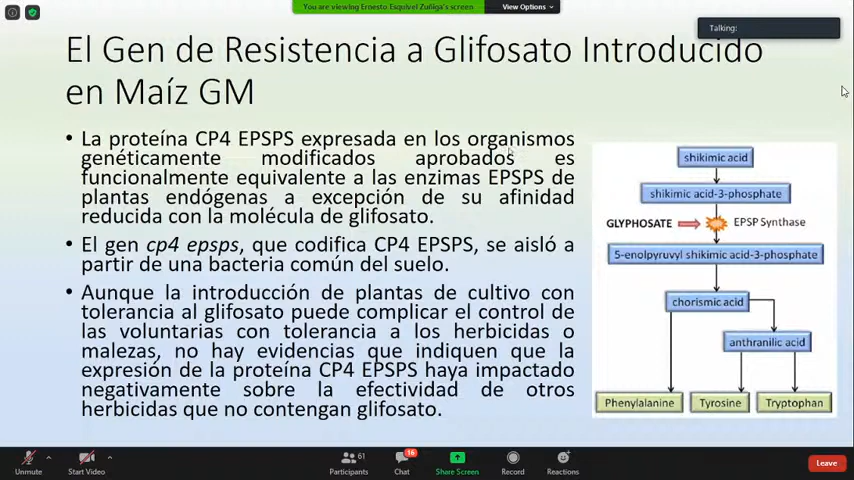 You are viewing Ernesto Esquivel Zuñiga's screen
View Options
Talking:
El Gen de Resistencia a Glifosato Introducido
en Maíz GM
• La proteína CP4 EPSPS expresada en los organismos
genéticamente modificados aprobados es
funcionalmente equivalente a las enzimas EPSPS de
plantas endógenas a excepción de su afinidad
reducida con la molécula de glifosato.
• El gen cp4 epsps, que codifica CP4 EPSPS, se aisló a
partir de una bacteria común del suelo.
• Aunque la introducción de plantas de cultivo con
tolerancia al glifosato puede complicar el control de
las voluntarias con tolerancia a los herbicidas o
malezas, no hay evidencias que indiquen que la
expresión de la proteína CP4 EPSPS haya impactado
negativamente sobre la efectividad de otros
herbicidas que no contengan glifosato.
shikimic acid
shikimic acid-3-phosphate
GLYPHOSATE
EPSP Synthase
5-enolpyruvyl shikimic acid-3-phosphate
chorismic acid
anthranilic acid
Phenylalanine
Tyrosine
Tryptophan
Unmute
Start Video
61
Participants
16
Chat
Share Screen
Record
Reactions
Leave